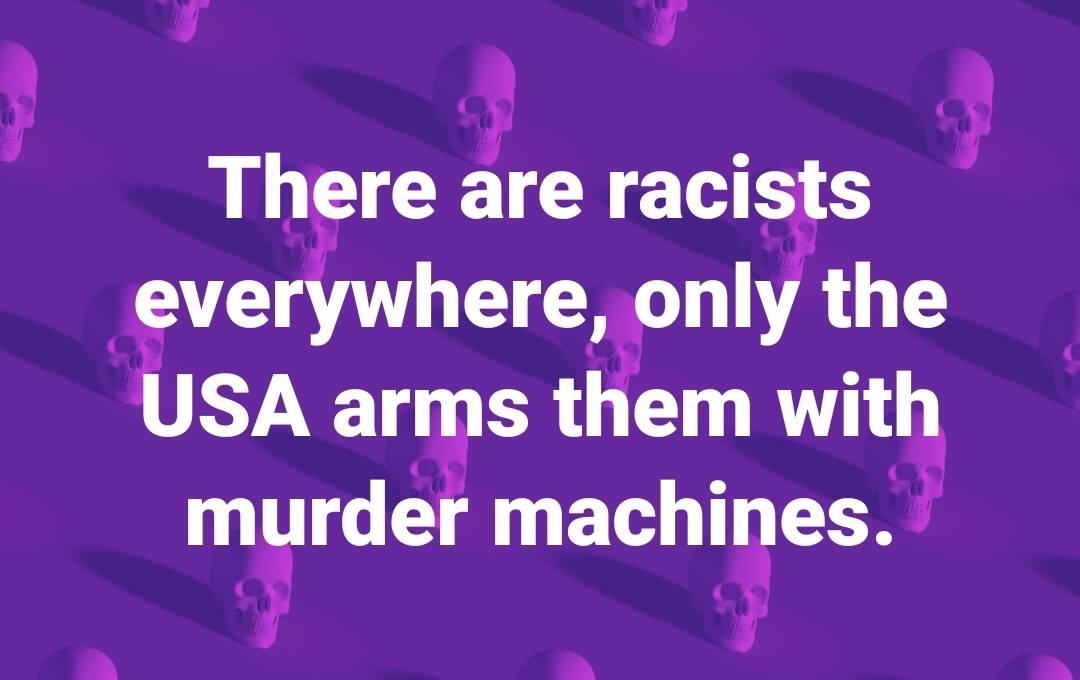 There are racists
everywhere, only the
USA arms them with
murder machines.